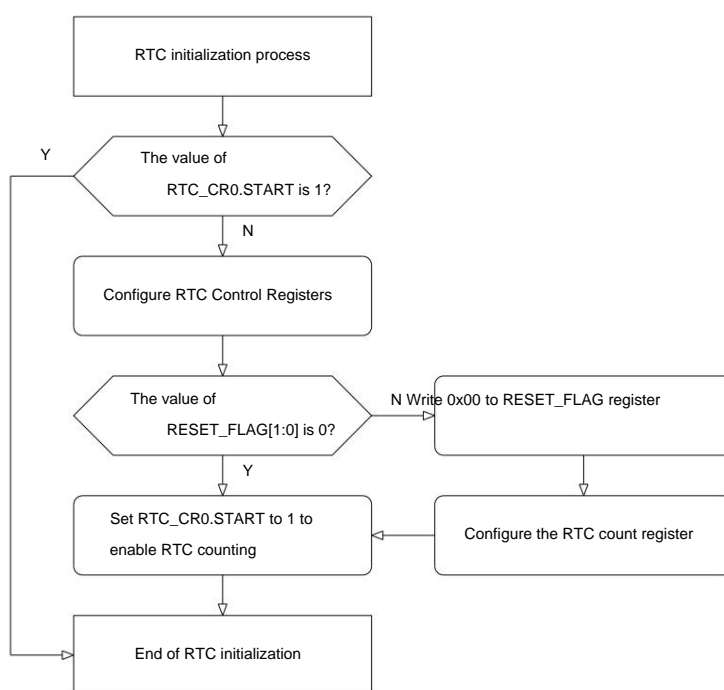 RTC initialization process
Y
The value of
RTC_CR0.START is 1?
N
Configure RTC Control Registers
The value of
RESET_FLAG[1:0] is 0?
N Write 0x00 to RESET_FLAG register
Y
Set RTC_CR0.START to 1 to
enable RTC counting
Configure the RTC count register
End of RTC initialization